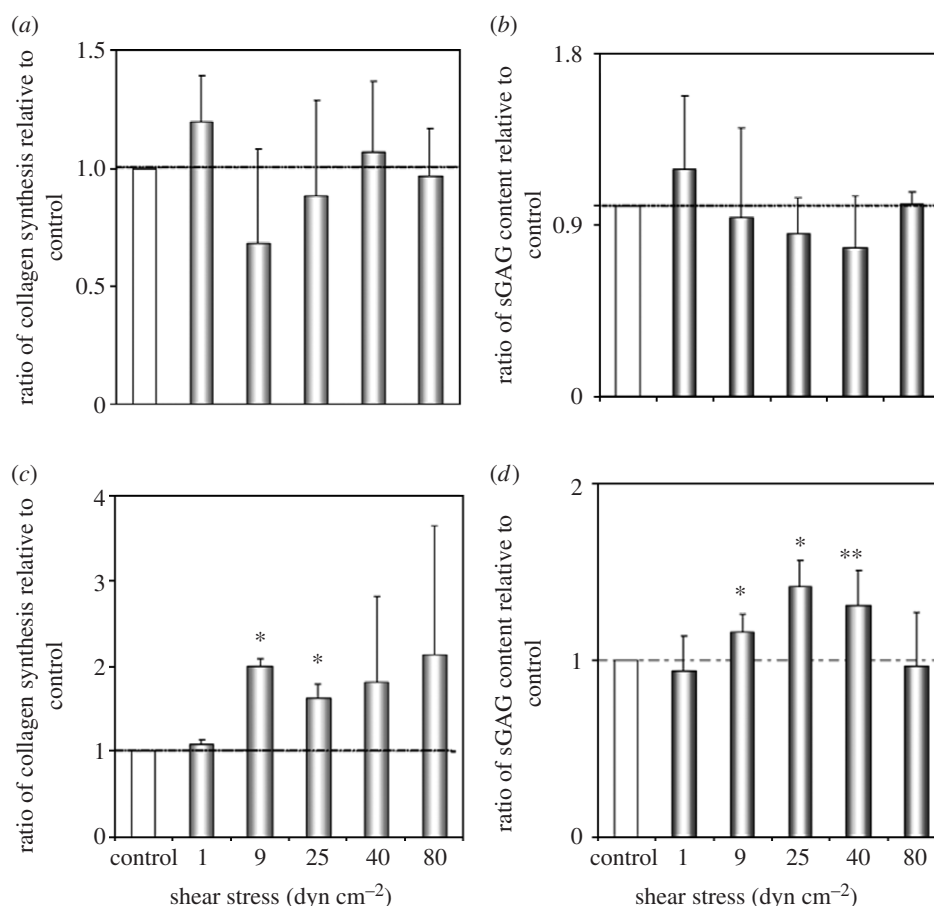 (a)
ratio of collagen synthesis relative to
control
1.5
1.0
0.5
0
(b)
ratio of sGAG content relative to
control
1.8
0.9
0
(c)
ratio of collagen synthesis relative to
control
4
3
2
1
0
* *
control 1 9 25 40 80
shear stress (dyn cm⁻²)
(d)
ratio of sGAG content relative to
control
2
1
0
* * **
control 1 9 25 40 80
shear stress (dyn cm⁻²)